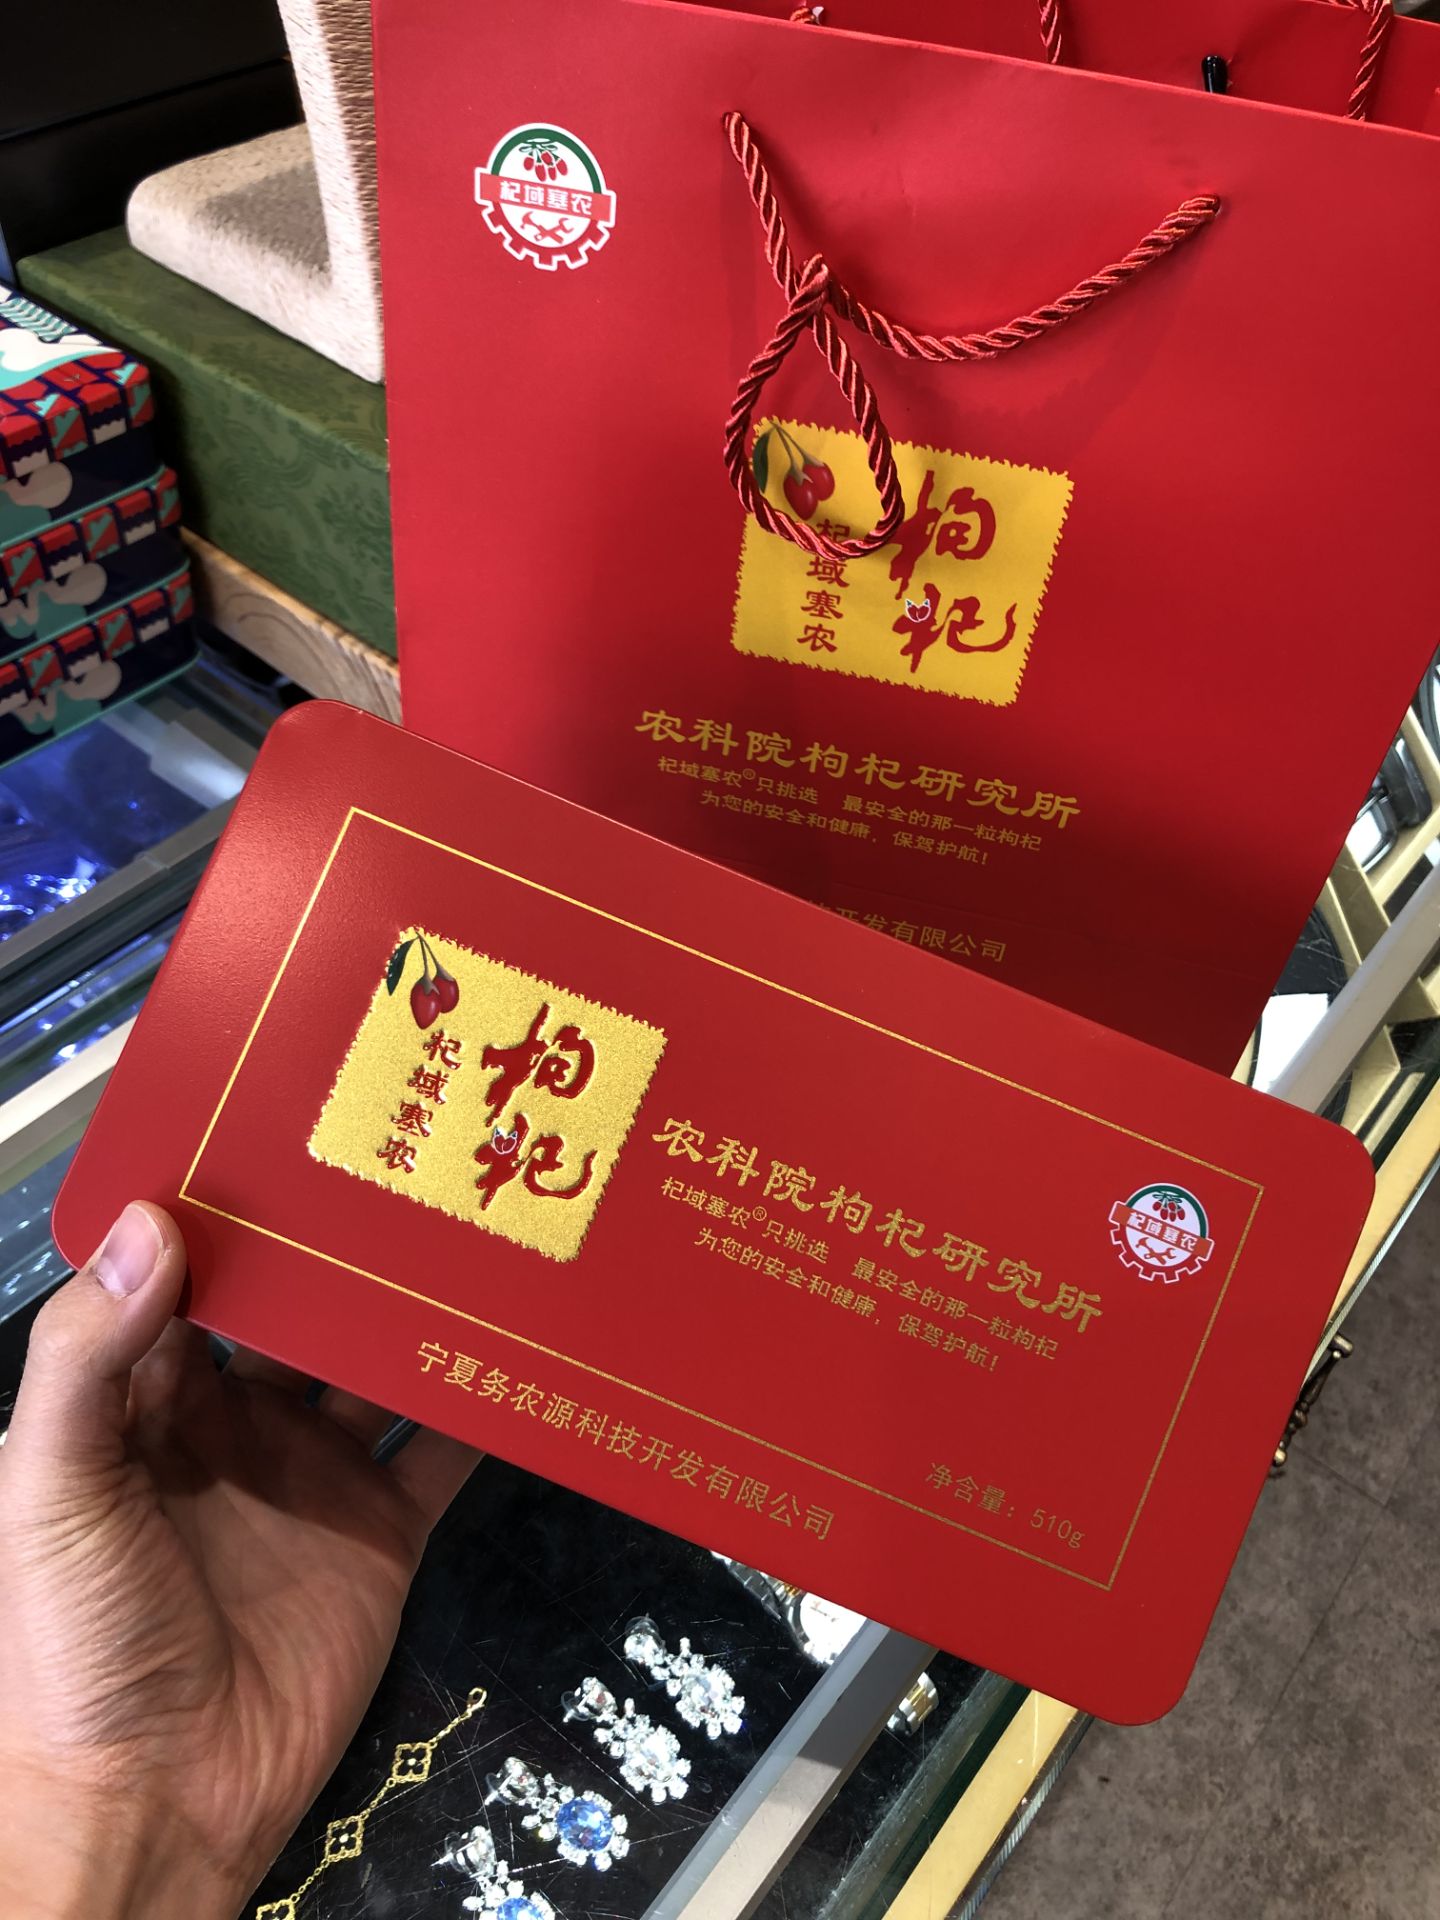 杞域塞农
枸杞
杞域塞农
农科院枸杞研究所
杞域塞农®只挑选 最安全的那一粒枸杞
为您的安全和健康，保驾护航！
开发有限公司
枸杞
杞域塞农
农科院枸杞研究所
杞域塞农®只挑选 最安全的那一粒枸杞
为您的安全和健康，保驾护航！
杞域塞农
宁夏务农源科技开发有限公司
净含量：510g